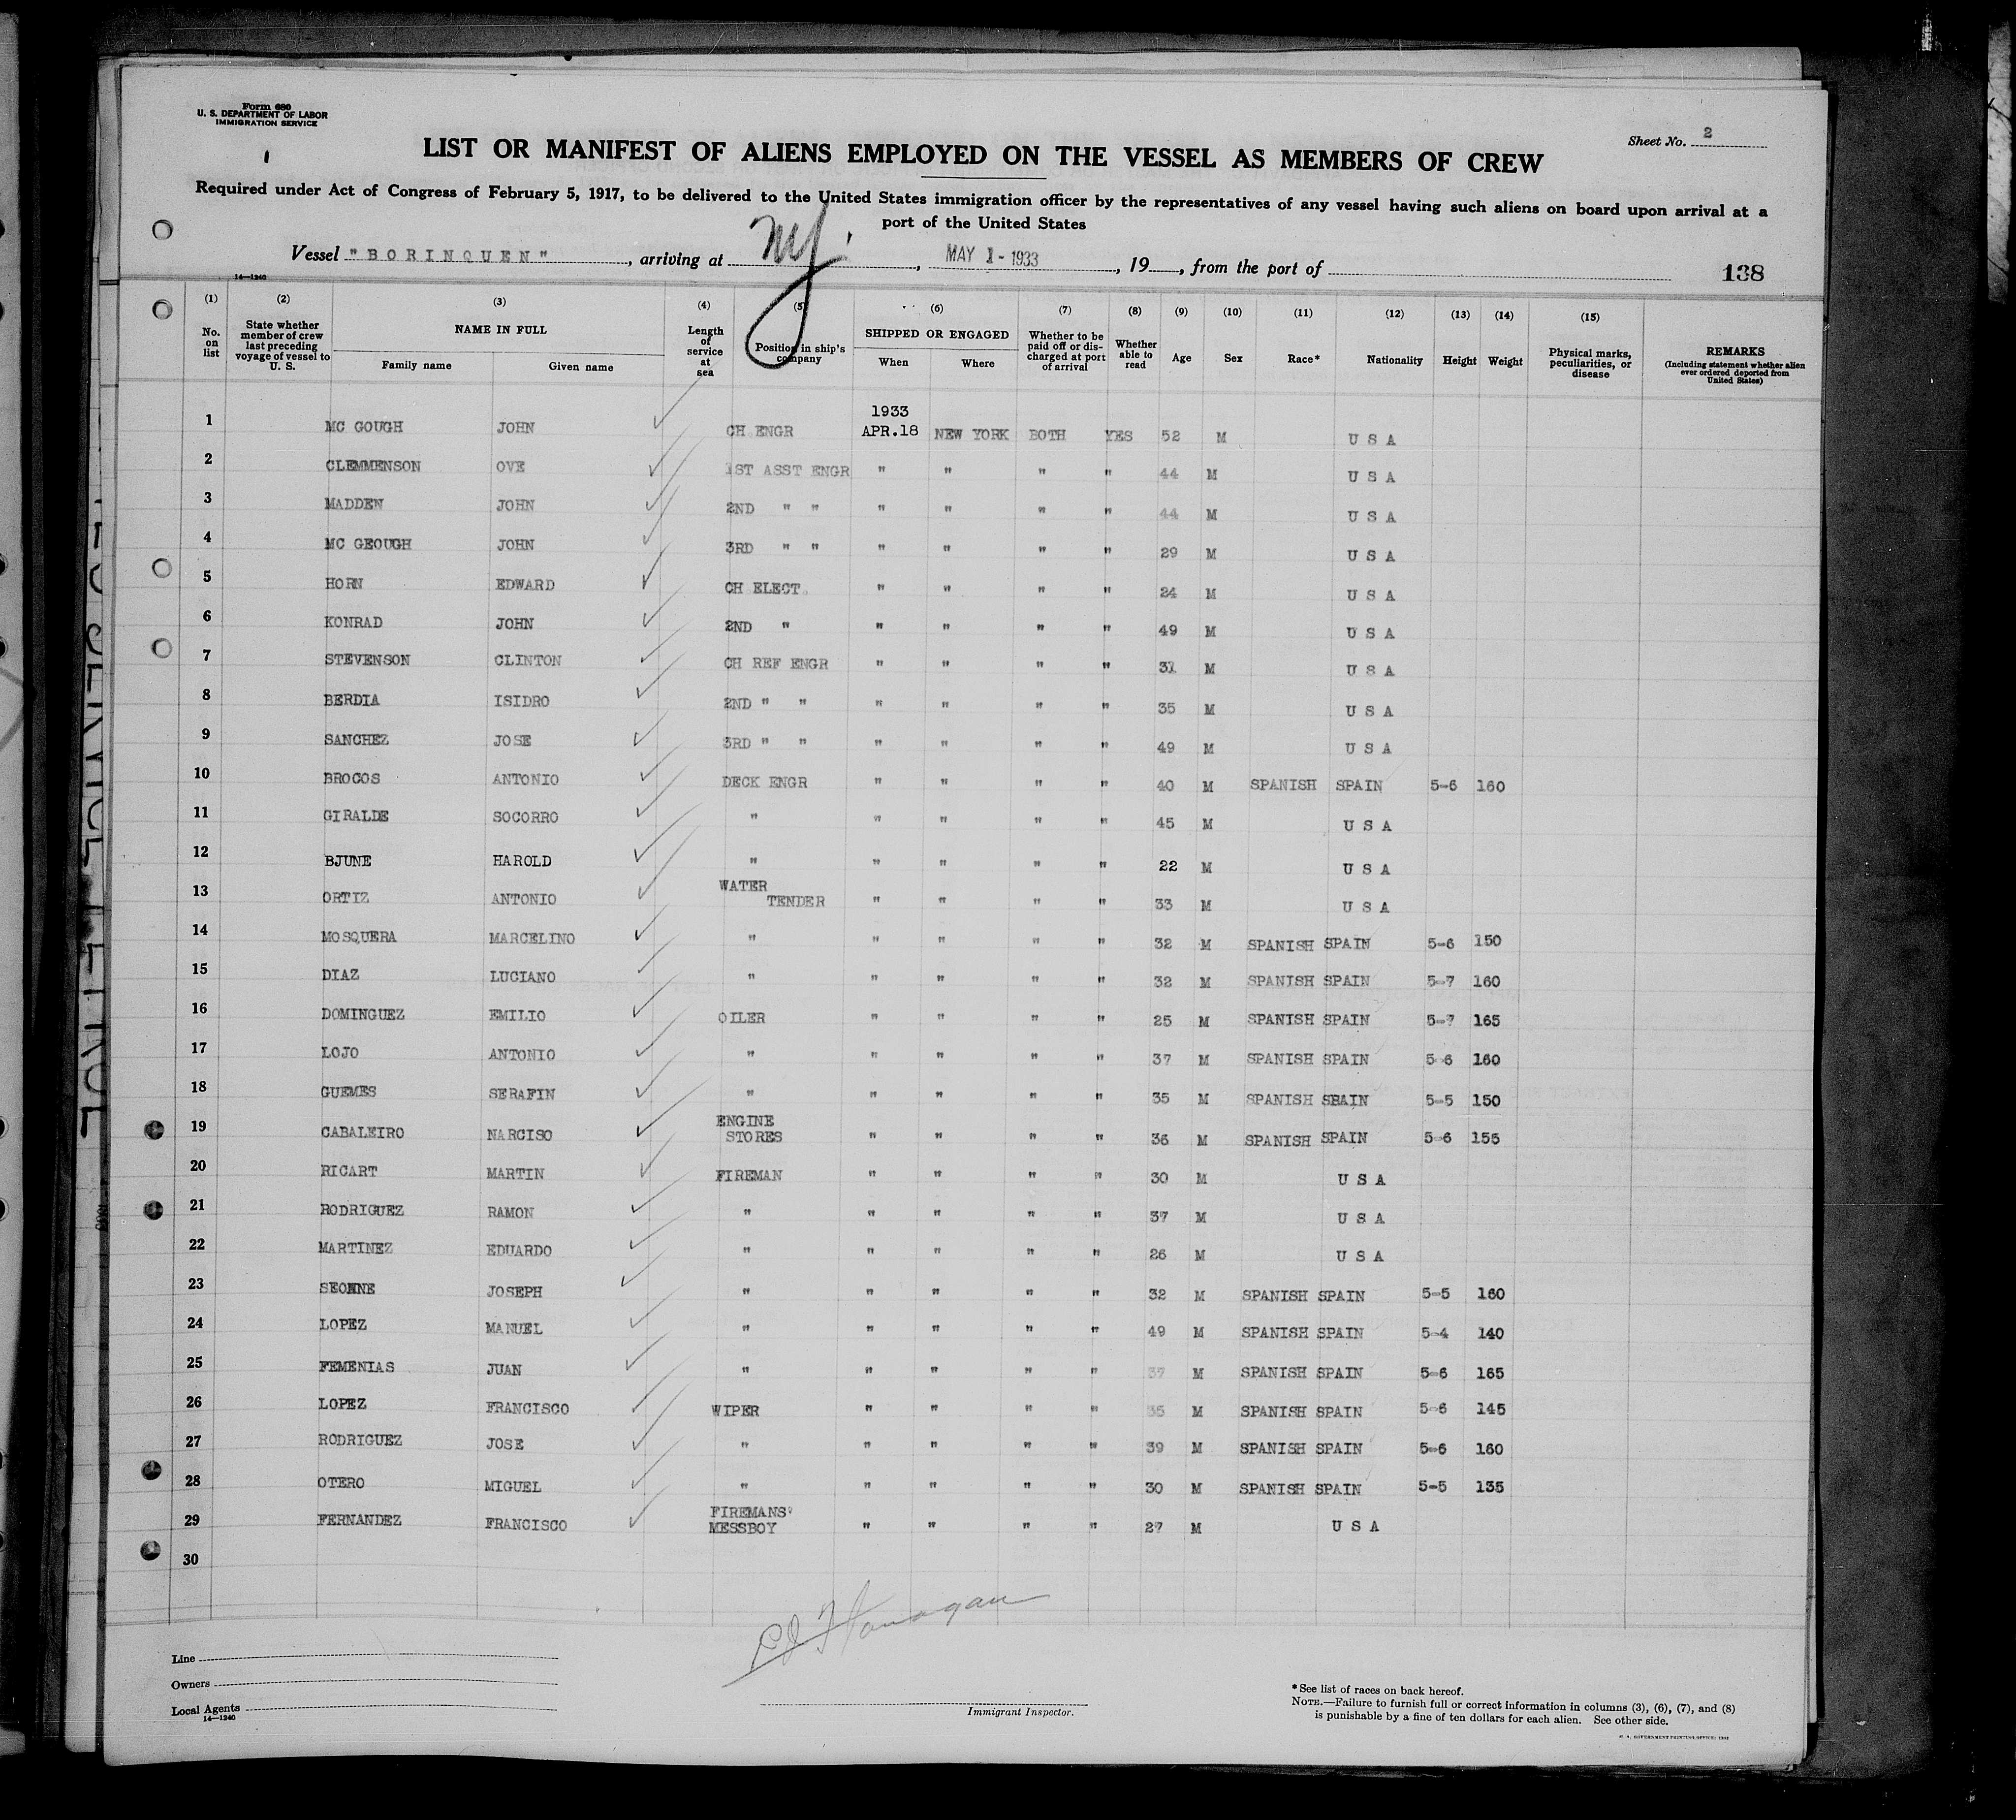 Form 680
U. S. DEPARTMENT OF LABOR
IMMIGRATION SERVICE
Sheet No. 2
LIST OR MANIFEST OF ALIENS EMPLOYED ON THE VESSEL AS MEMBERS OF CREW
Required under Act of Congress of February 5, 1917, to be delivered to the United States immigration officer by the representatives of any vessel having such aliens on board upon arrival at a
port of the United States
Vessel "BORINQUEN", arriving at NY., MAY 1-1933, 19, from the port of
14—1240
138
(1) (2) (3) (4) (5) (6) (7) (8) (9) (10) (11) (12) (13) (14) (15)
No. on list State whether member of crew last preceding voyage of vessel to U. S. NAME IN FULL Family name Given name Length of service at sea Position in ship's company SHIPPED OR ENGAGED When Where Whether to be paid off or discharged at port of arrival Whether able to read Age Sex Race* Nationality Height Weight Physical marks, peculiarities, or disease REMARKS (Including statement whether alien ever ordered deported from United States)
1933
1 MC GOUGH JOHN CH ENGR APR.18 NEW YORK BOTH YES 52 M U S A
2 CLEMMENSON OVE 1ST ASST ENGR " " " " 44 M U S A
3 MADDEN JOHN 2ND " " " " " " 44 M U S A
4 MC GEOUGH JOHN 3RD " " " " " " 29 M U S A
5 HORN EDWARD CH ELECT. " " " " 24 M U S A
6 KONRAD JOHN 2ND " " " " " 49 M U S A
7 STEVENSON CLINTON CH REF ENGR " " " " 31 M U S A
8 BERDIA ISIDRO 2ND " " " " " " 35 M U S A
9 SANCHEZ JOSE 3RD " " " " " " 49 M U S A
10 BROCOS ANTONIO DECK ENGR " " " " 40 M SPANISH SPAIN 5-6 160
11 GIRALDE SOCORRO " " " " " 45 M U S A
12 BJUNE HAROLD " " " " " 22 M U S A
13 ORTIZ ANTONIO WATER TENDER " " " " 33 M U S A
14 MOSQUERA MARCELINO " " " " " 32 M SPANISH SPAIN 5-6 150
15 DIAZ LUCIANO " " " " " 32 M SPANISH SPAIN 5-7 160
16 DOMINGUEZ EMILIO OILER " " " " 25 M SPANISH SPAIN 5-7 165
17 LOJO ANTONIO " " " " " 37 M SPANISH SPAIN 5-6 160
18 GUEMES SERAFIN " " " " " 35 M SPANISH SPAIN 5-5 150
19 CABALEIRO NARCISO ENGINE STORES " " " " 36 M SPANISH SPAIN 5-6 155
20 RICART MARTIN FIREMAN " " " " 30 M U S A
21 RODRIGUEZ RAMON " " " " " 37 M U S A
22 MARTINEZ EDUARDO " " " " " 26 M U S A
23 SEONNE JOSEPH " " " " " 32 M SPANISH SPAIN 5-5 160
24 LOPEZ MANUEL " " " " " 49 M SPANISH SPAIN 5-4 140
25 FEMENIAS JUAN " " " " " 37 M SPANISH SPAIN 5-6 165
26 LOPEZ FRANCISCO WIPER " " " " 35 M SPANISH SPAIN 5-6 145
27 RODRIGUEZ JOSE " " " " " 39 M SPANISH SPAIN 5-6 160
28 OTERO MIGUEL " " " " " 30 M SPANISH SPAIN 5-5 135
29 FERNANDEZ FRANCISCO FIREMANS' MESSBOY " " " " 27 M U S A
30
Flanagan
Line
Owners
Local Agents
14—1240
Immigrant Inspector.
*See list of races on back hereof.
NOTE.—Failure to furnish full or correct information in columns (3), (6), (7), and (8)
is punishable by a fine of ten dollars for each alien. See other side.
U. S. GOVERNMENT PRINTING OFFICE: